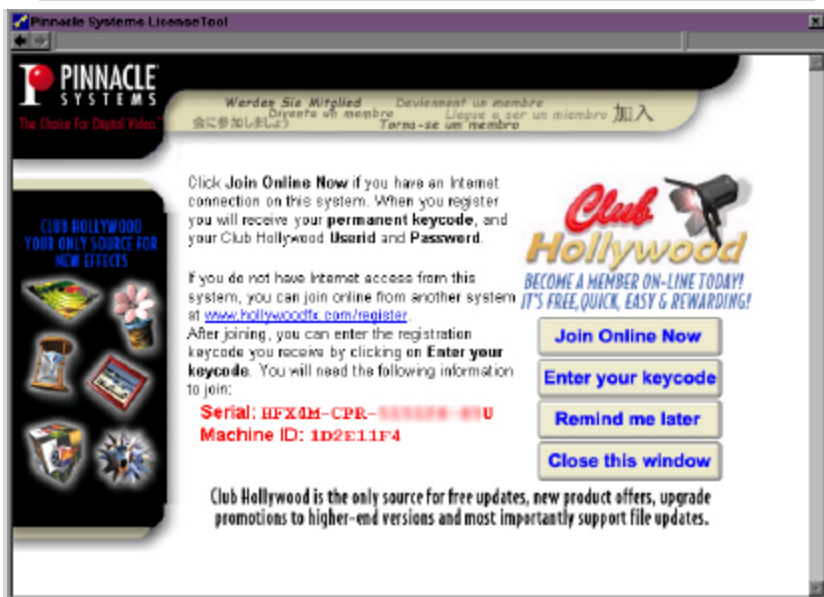 Pinnacle Systems LicenseTool
PINNACLE
SYSTEMS
The Choice For Digital Video.™
Werden Sie Mitglied
Deviennent un membre
Diventa un membro
Llegue a ser un miembro
会に参加しましょう
Torna-se um membro
加入
CLUB HOLLYWOOD
YOUR ONLY SOURCE FOR
NEW EFFECTS
Click Join Online Now if you have an Internet
connection on this system. When you register
you will receive your permanent keycode, and
your Club Hollywood Userid and Password.
If you do not have Internet access from this
system, you can join online from another system
at www.hollywoodfx.com/register.
After joining, you can enter the registration
keycode you receive by clicking on Enter your
keycode. You will need the following information
to join:
Serial: HFX4M-CPR-
U
Machine ID: 1D2E11F4
Club
Hollywood
BECOME A MEMBER ON-LINE TODAY!
IT'S FREE, QUICK, EASY & REWARDING!
Join Online Now
Enter your keycode
Remind me later
Close this window
Club Hollywood is the only source for free updates, new product offers, upgrade
promotions to higher-end versions and most importantly support file updates.